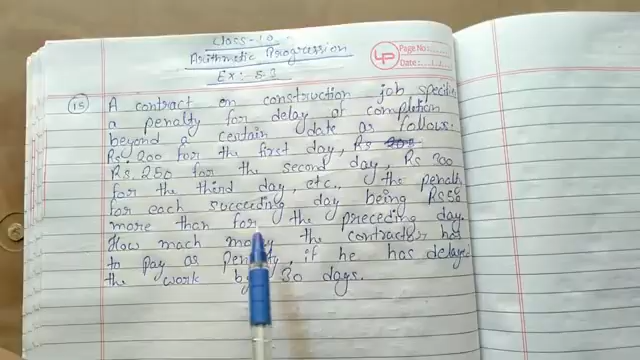 Class-10
Arithmetic Progression
Ex: 5.3
Page No.:
Date:
15 A contract on construction job specifies
a penalty for delay of completion
beyond a certain date as follows:
Rs. 200 for the first day, Rs
Rs. 250 for the second day, Rs 300
for the third day, etc., the penalty
for each succeeding day being Rs 50
more than for the preceding day.
How much money the contractor has
to pay as penalty, if he has delayed
the work by 30 days.